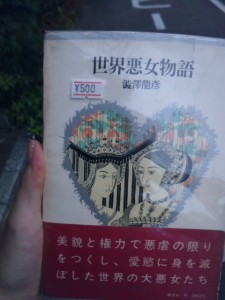 世界悪女物語
澁澤龍彦
¥500
美貌と権力で悪虐の限り
をつくし、愛慾に身を滅
ぼした世界の大悪女たち